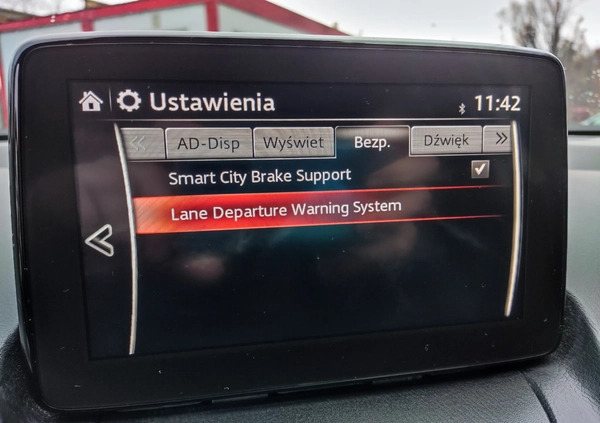 Ustawienia 11:42
AD-Disp Wyświet Bezp. Dźwięk
Smart City Brake Support
Lane Departure Warning System